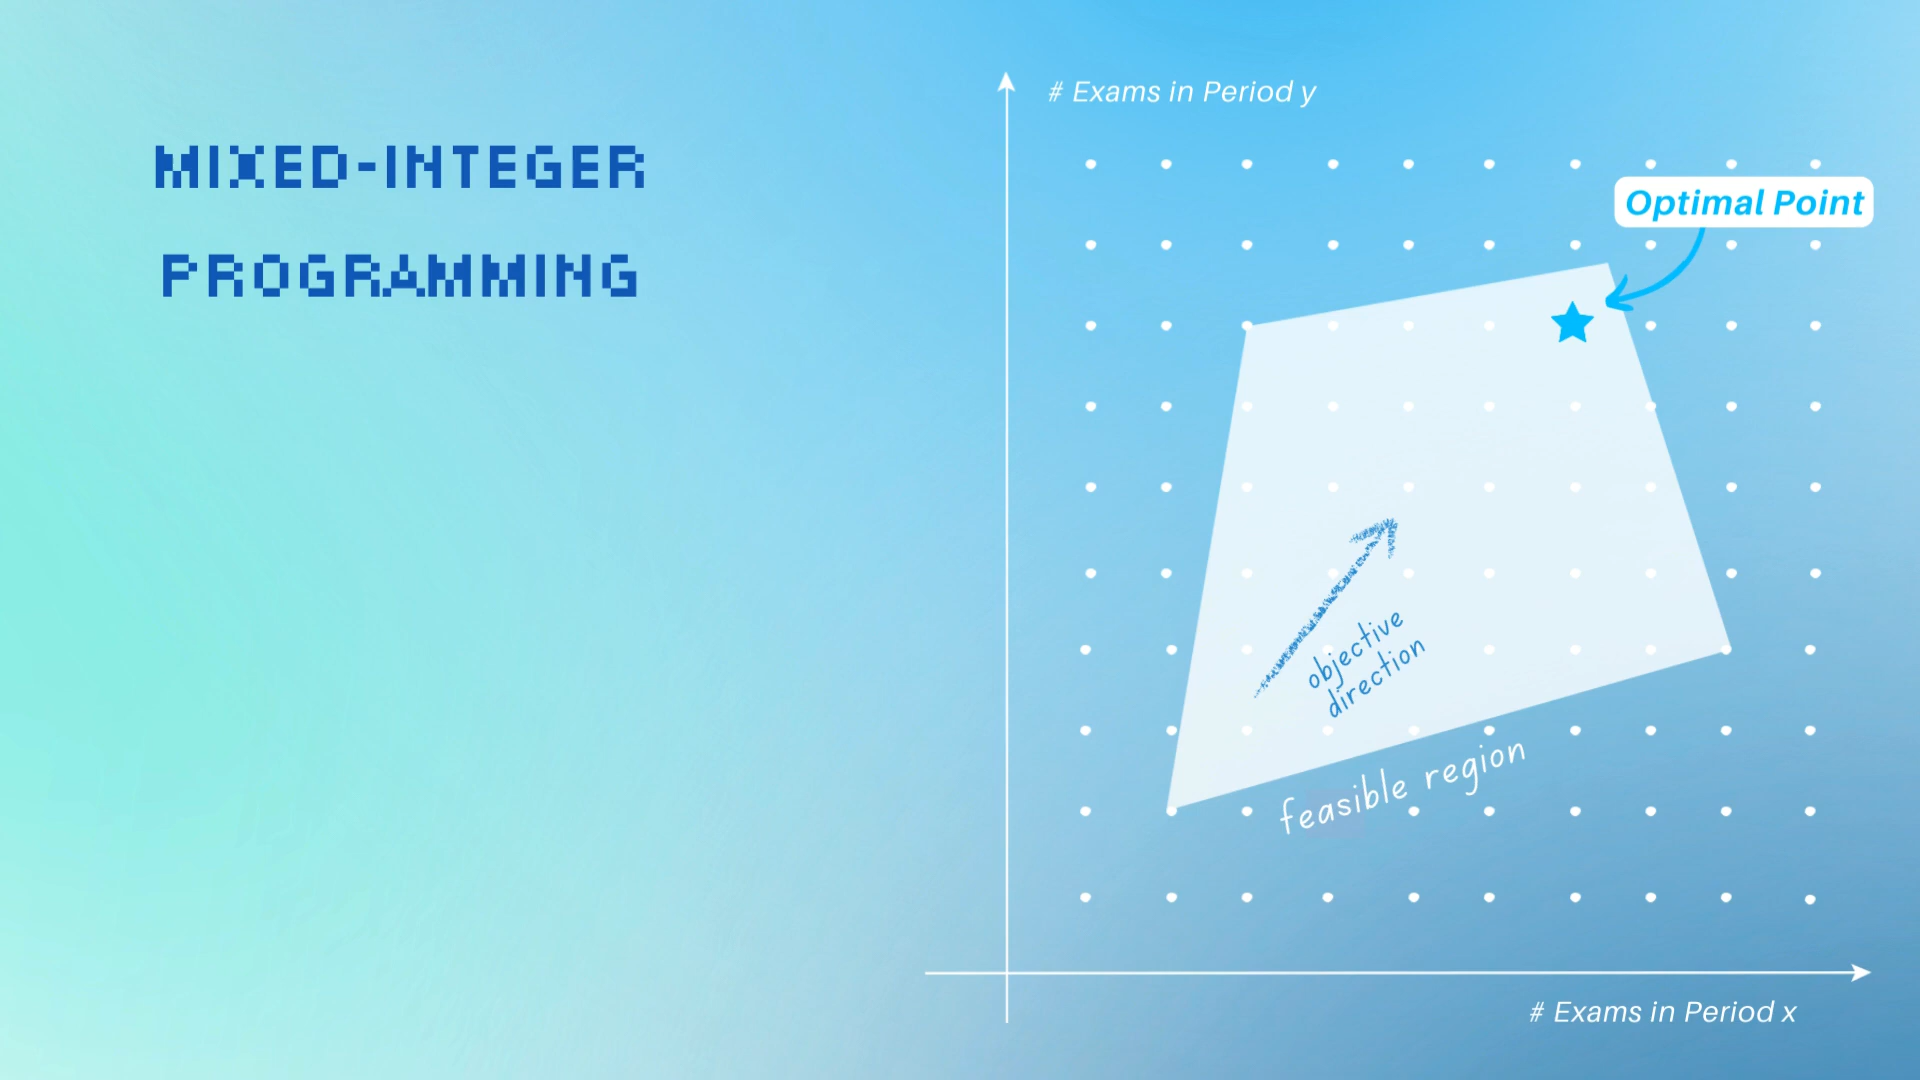 MIXED-INTEGER
PROGRAMMING
# Exams in Period y
Optimal Point
objective
direction
feasible region
# Exams in Period x